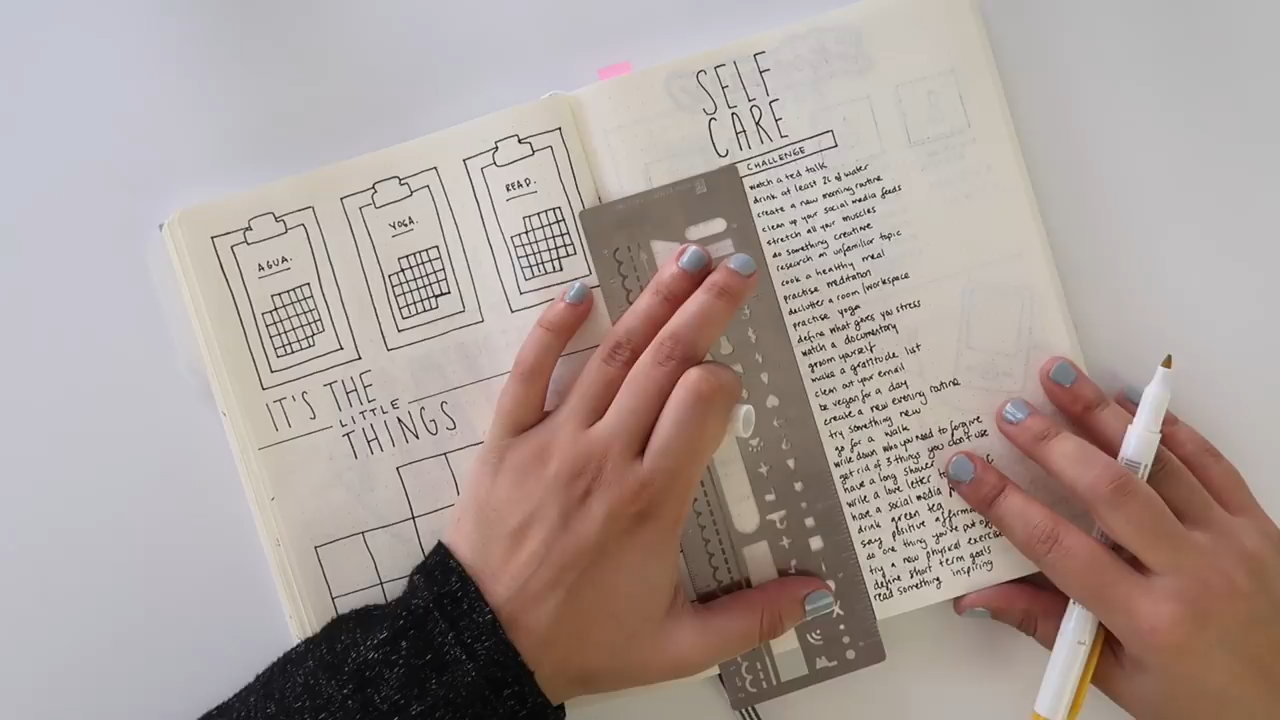 AGUA.
YOGA.
READ.
IT'S THE
LITTLE
THINGS
SELF
CARE
CHALLENGE
watch a ted talk
drink at least 2L of water
create a new morning routine
clean up your social media feeds
stretch all your muscles
do something creative
research an unfamiliar topic
cook a healthy meal
practise meditation
declutter a room/workspace
practise yoga
define what gives you stress
watch a documentary
groom yourself
make a gratitude list
clean out your email
be vegan for a day
create a new evening routine
try something new
go for a walk
write down who you need to forgive
get rid of 3 things you don't use
have a long shower
write a love letter to
have a social media
drink green tea
say positive affirm
do one thing you've put of
try a new physical exercise
define short term goals
read something inspiring